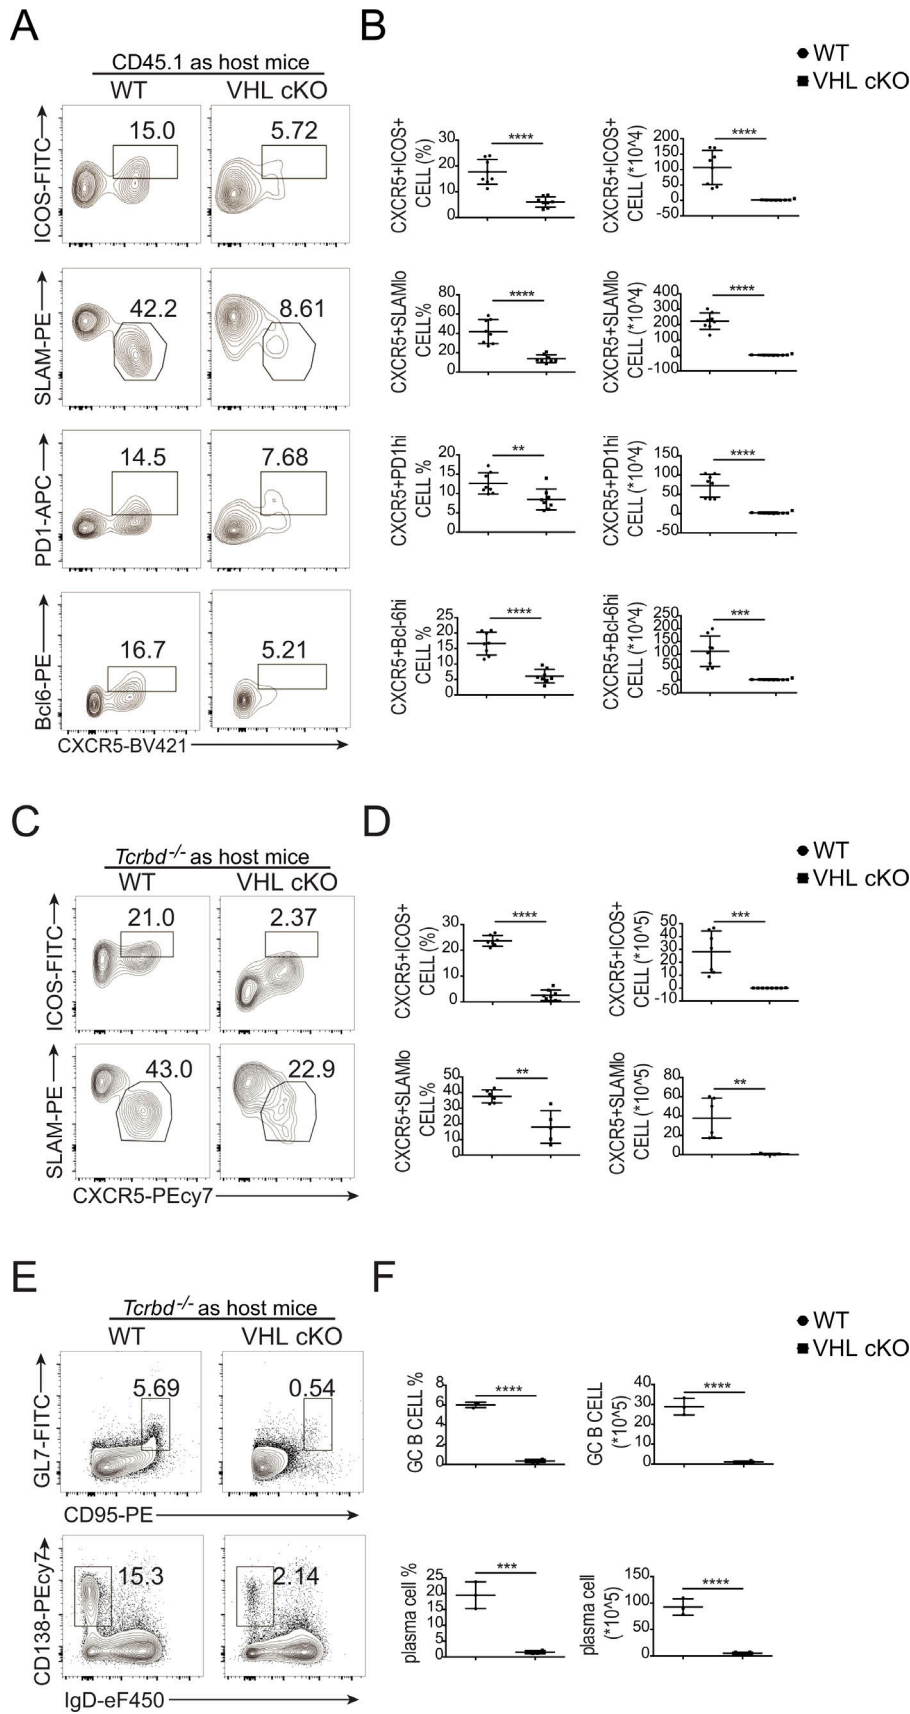 A
B
CD45.1 as host mice
WT
VHL cKO
WT
VHL cKO
ICOS-FITC
15.0
5.72
CXCR5+ICOS+
CELL (%)
30
20
10
0
****
CXCR5+ICOS+
CELL (*10^4)
200
150
100
50
0
-50
****
SLAM-PE
42.2
8.61
CXCR5+SLAMlo
CELL%
80
60
40
20
0
****
CXCR5+SLAMlo
CELL (*10^4)
400
300
200
100
0
-100
****
PD1-APC
14.5
7.68
CXCR5+PD1hi
CELL %
20
15
10
5
0
**
CXCR5+PD1hi
CELL (*10^4)
150
100
50
0
-50
****
Bcl6-PE
16.7
5.21
CXCR5-BV421
CXCR5+Bcl-6hi
CELL %
25
20
15
10
5
0
****
CXCR5+Bcl-6hi
CELL (*10^4)
250
200
150
100
50
0
-50
***
C
D
Tcrbd-/- as host mice
WT
VHL cKO
WT
VHL cKO
ICOS-FITC
21.0
2.37
CXCR5+ICOS+
CELL (%)
30
20
10
0
****
CXCR5+ICOS+
CELL (*10^5)
50
40
30
20
10
0
-10
***
SLAM-PE
43.0
22.9
CXCR5-PEcy7
CXCR5+SLAMlo
CELL%
50
40
30
20
10
0
**
CXCR5+SLAMlo
CELL (*10^5)
80
60
40
20
0
**
E
F
Tcrbd-/- as host mice
WT
VHL cKO
WT
VHL cKO
GL7-FITC
5.69
0.54
CD95-PE
GC B CELL %
8
6
4
2
0
****
GC B CELL
(*10^5)
40
30
20
10
0
****
CD138-PEcy7
15.3
2.14
IgD-eF450
plasma cell %
25
20
15
10
5
0
***
plasma cell
(*10^5)
150
100
50
0
****